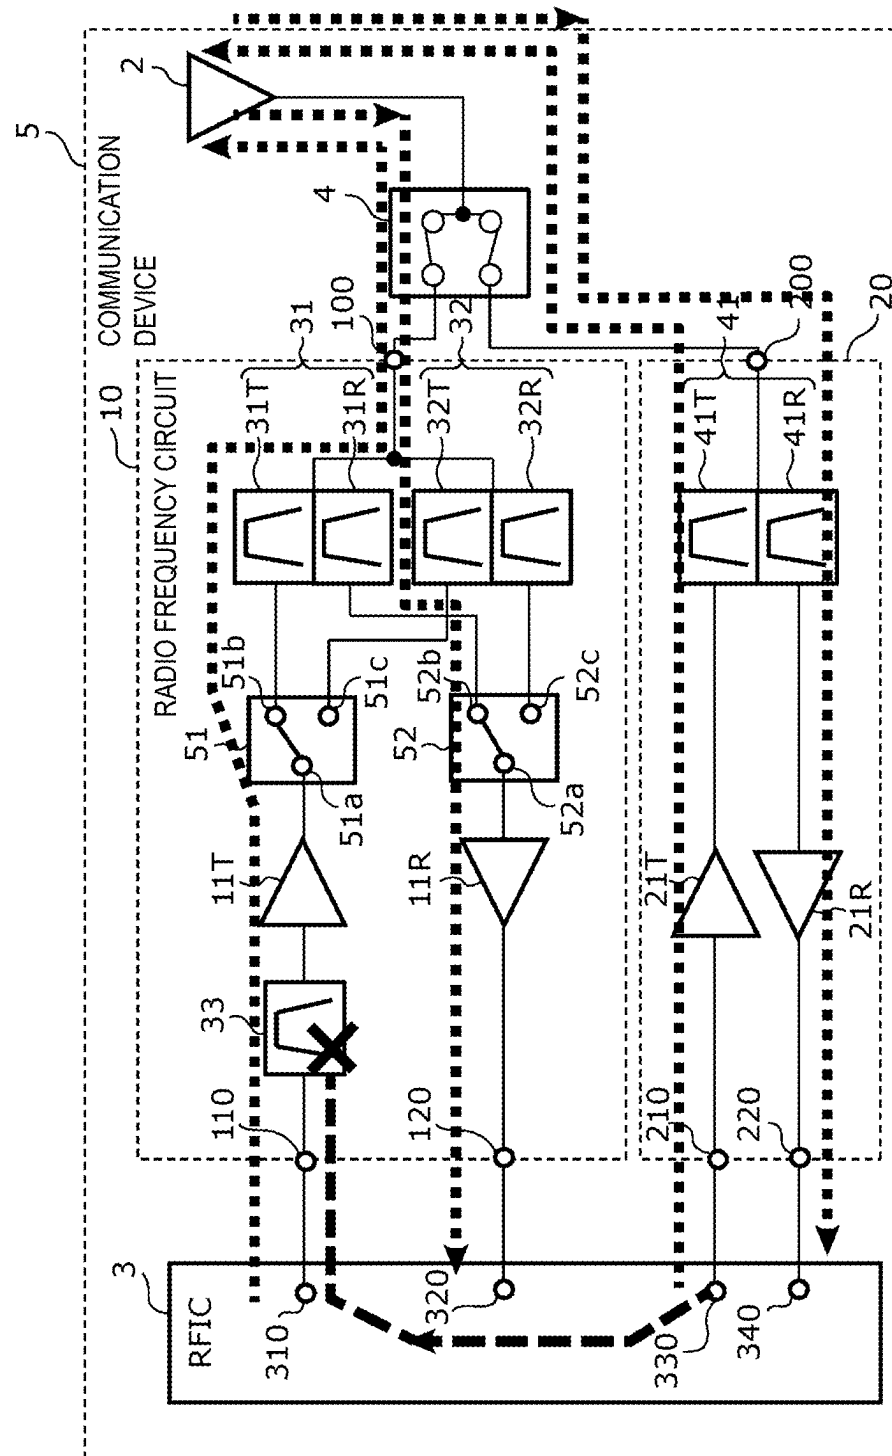 5
COMMUNICATION
DEVICE
2
10
RADIO FREQUENCY CIRCUIT
4
100
31
31T
31R
32
32T
32R
51
51b
51c
51a
52
52b
52c
52a
11T
11R
33
110
120
3
RFIC
310
320
330
340
20
200
41
41T
41R
21T
21R
210
220